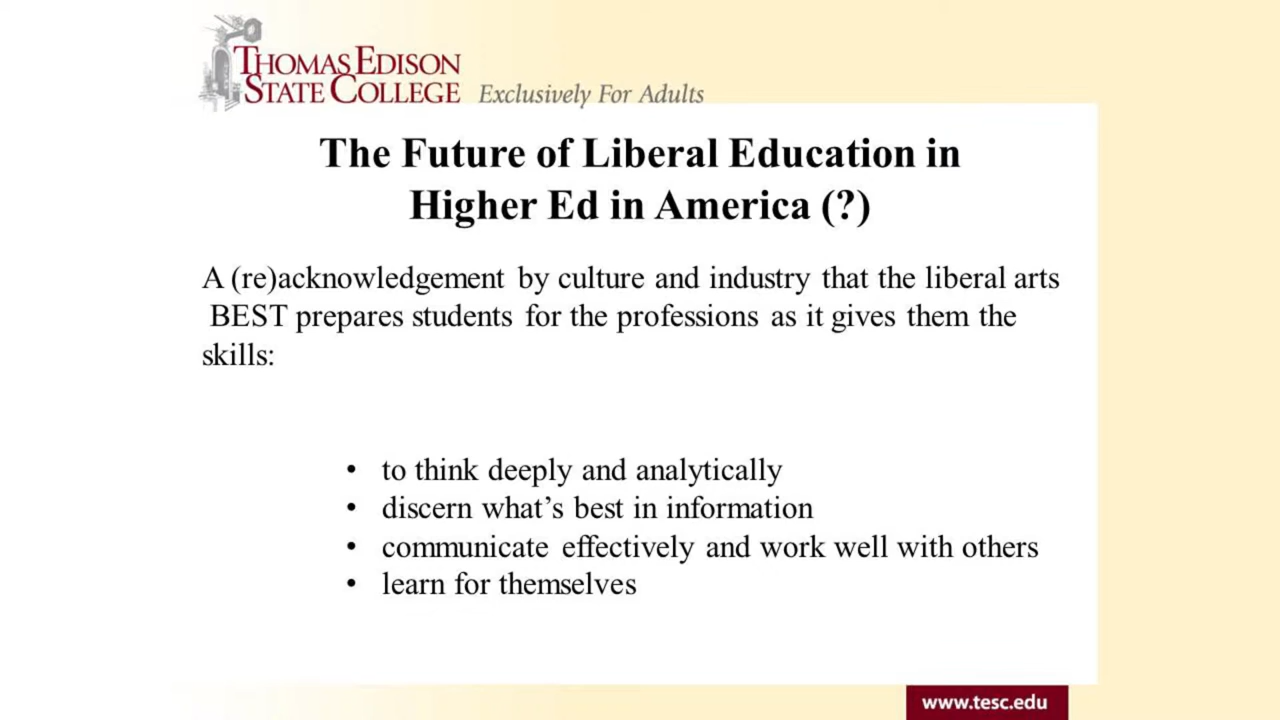 THOMAS EDISON
STATE COLLEGE Exclusively For Adults
The Future of Liberal Education in
Higher Ed in America (?)
A (re)acknowledgement by culture and industry that the liberal arts
BEST prepares students for the professions as it gives them the
skills:
• to think deeply and analytically
• discern what’s best in information
• communicate effectively and work well with others
• learn for themselves
www.tesc.edu